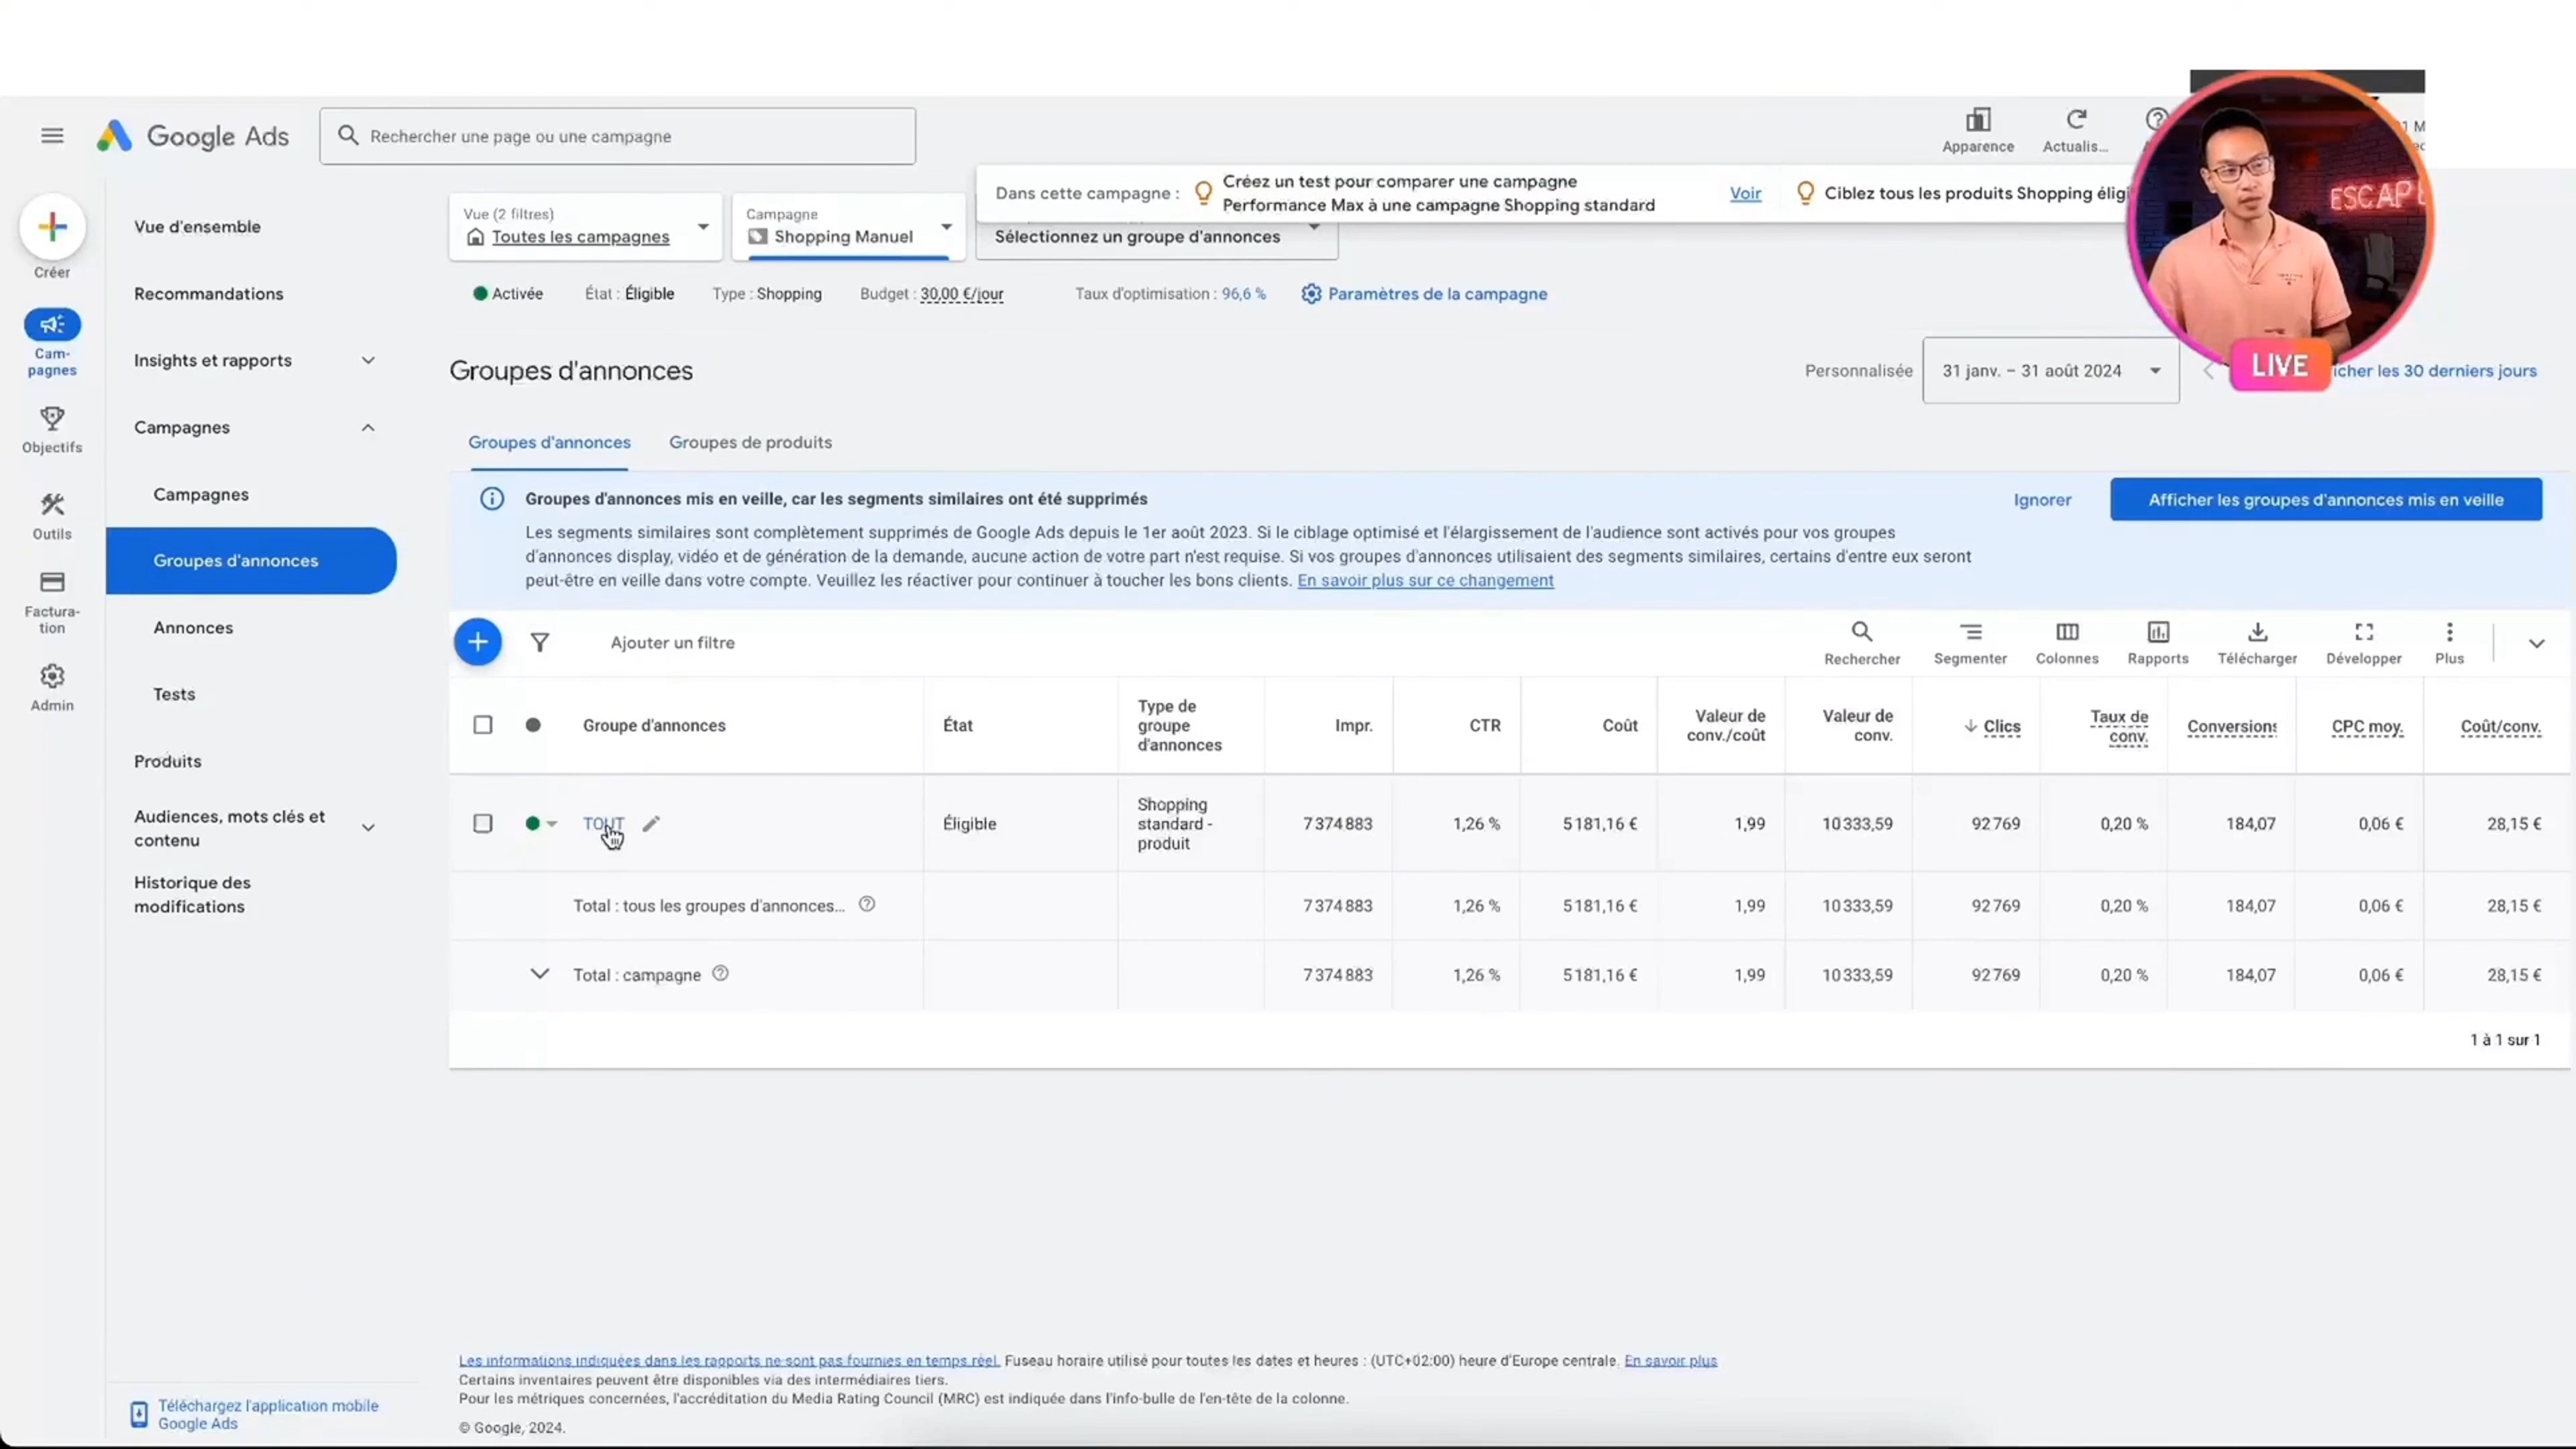 Google Ads
Rechercher une page ou une campagne
Apparence
Actualis...
Créer
Cam-
pagnes
Objectifs
Outils
Factura-
tion
Admin
Vue d'ensemble
Recommandations
Insights et rapports
Campagnes
Campagnes
Groupes d'annonces
Annonces
Tests
Produits
Audiences, mots clés et
contenu
Historique des
modifications
Téléchargez l'application mobile
Google Ads
Vue (2 filtres)
Toutes les campagnes
Campagne
Shopping Manuel
Sélectionnez un groupe d'annonces
Dans cette campagne :
Créez un test pour comparer une campagne
Performance Max à une campagne Shopping standard
Voir
Ciblez tous les produits Shopping élig
ESCAPE
LIVE
Activée État : Éligible Type : Shopping Budget : 30,00 €/jour Taux d'optimisation : 96,6 % Paramètres de la campagne
Groupes d'annonces
Personnalisée 31 janv. – 31 août 2024
icher les 30 derniers jours
Groupes d'annonces Groupes de produits
Groupes d'annonces mis en veille, car les segments similaires ont été supprimés
Les segments similaires sont complètement supprimés de Google Ads depuis le 1er août 2023. Si le ciblage optimisé et l'élargissement de l'audience sont activés pour vos groupes
d'annonces display, vidéo et de génération de la demande, aucune action de votre part n'est requise. Si vos groupes d'annonces utilisaient des segments similaires, certains d'entre eux seront
peut-être en veille dans votre compte. Veuillez les réactiver pour continuer à toucher les bons clients. En savoir plus sur ce changement
Ignorer
Afficher les groupes d'annonces mis en veille
Ajouter un filtre
Rechercher Segmenter Colonnes Rapports Télécharger Développer Plus
Groupe d'annonces
État
Type de
groupe
d'annonces
Impr.
CTR
Coût
Valeur de
conv./coût
Valeur de
conv.
Clics
Taux de
conv.
Conversions
CPC moy.
Coût/conv.
TOUT
Éligible
Shopping
standard -
produit
7 374 883 1,26 % 5 181,16 € 1,99 10 333,59 92 769 0,20 % 184,07 0,06 € 28,15 €
Total : tous les groupes d'annonces... 7 374 883 1,26 % 5 181,16 € 1,99 10 333,59 92 769 0,20 % 184,07 0,06 € 28,15 €
Total : campagne 7 374 883 1,26 % 5 181,16 € 1,99 10 333,59 92 769 0,20 % 184,07 0,06 € 28,15 €
1 à 1 sur 1
Les informations indiquées dans les rapports ne sont pas fournies en temps réel. Fuseau horaire utilisé pour toutes les dates et heures : (UTC+02:00) heure d'Europe centrale. En savoir plus
Certains inventaires peuvent être disponibles via des intermédiaires tiers.
Pour les métriques concernées, l'accréditation du Media Rating Council (MRC) est indiquée dans l'info-bulle de l'en-tête de la colonne.
© Google, 2024.